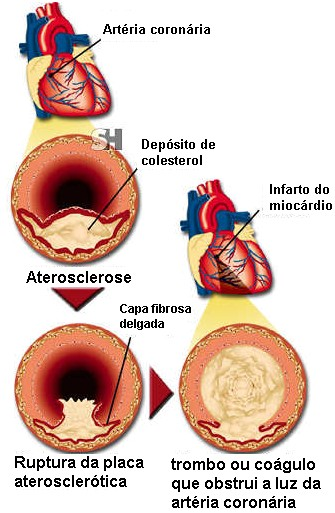 Artéria coronária
SH
Depósito de
colesterol
Aterosclerose
Infarto do
miocárdio
Capa fibrosa
delgada
Ruptura da placa
aterosclerótica
trombo ou coágulo
que obstrui a luz da
artéria coronária